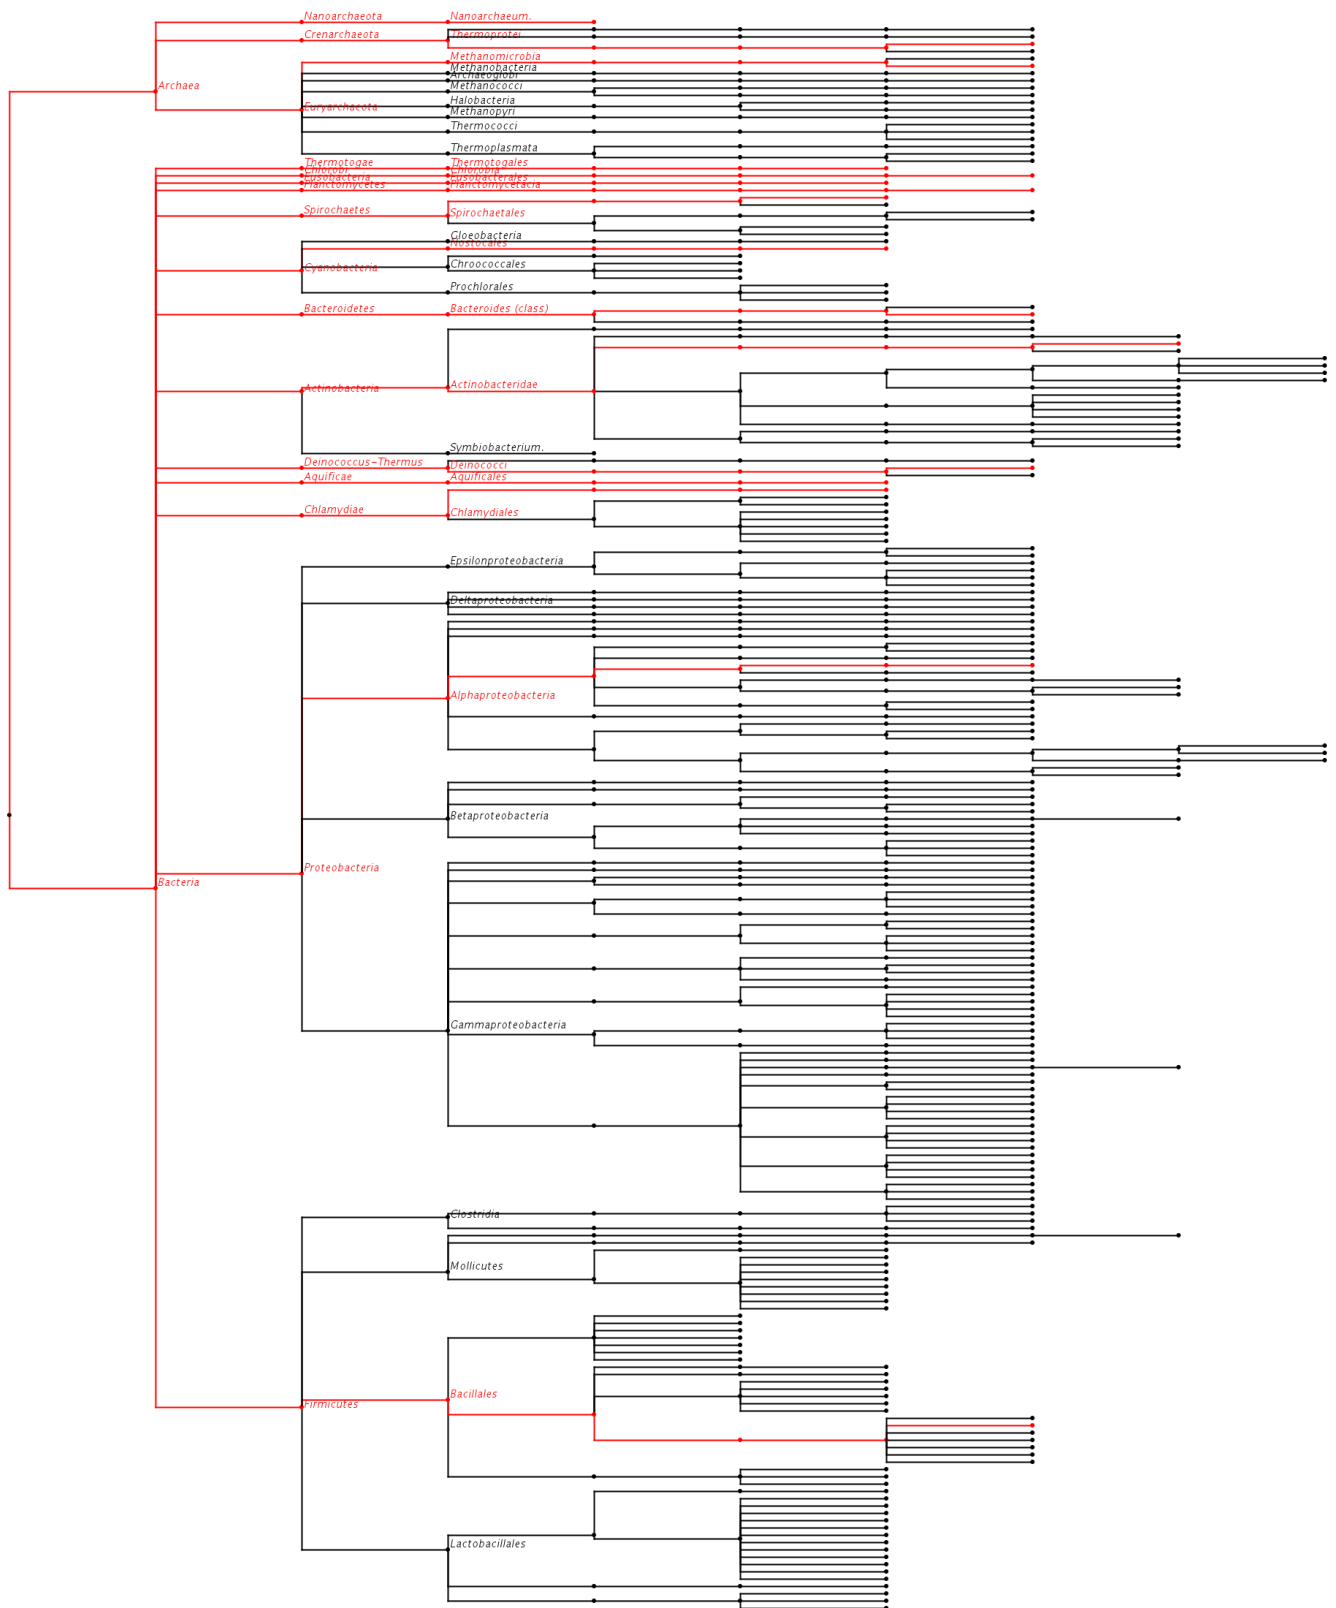 Nanoarchaeota
Nanoarchaeum.
Crenarchaeota
Thermoprotei
Methanomicrobia
Methanobacteria
Archaeoglobi
Archaea
Methanococci
Halobacteria
Euryarchaeota
Methanopyri
Thermococci
Thermoplasmata
Thermotogae
Thermotogales
Chlorobi
Chlorobia
Fusobacteria
Fusobacterales
Planctomycetes
Planctomycetacia
Spirochaetes
Spirochaetales
Gloeobacteria
Nostocales
Cyanobacteria
Chroococcales
Prochlorales
Bacteroidetes
Bacteroides (class)
Actinobacteria
Actinobacteridae
Symbiobacterium.
Deinococcus-Thermus
Deinococci
Aquificae
Aquificales
Chlamydiae
Chlamydiales
Epsilonproteobacteria
Deltaproteobacteria
Alphaproteobacteria
Betaproteobacteria
Proteobacteria
Bacteria
Gammaproteobacteria
Clostridia
Mollicutes
Bacillales
Firmicutes
Lactobacillales